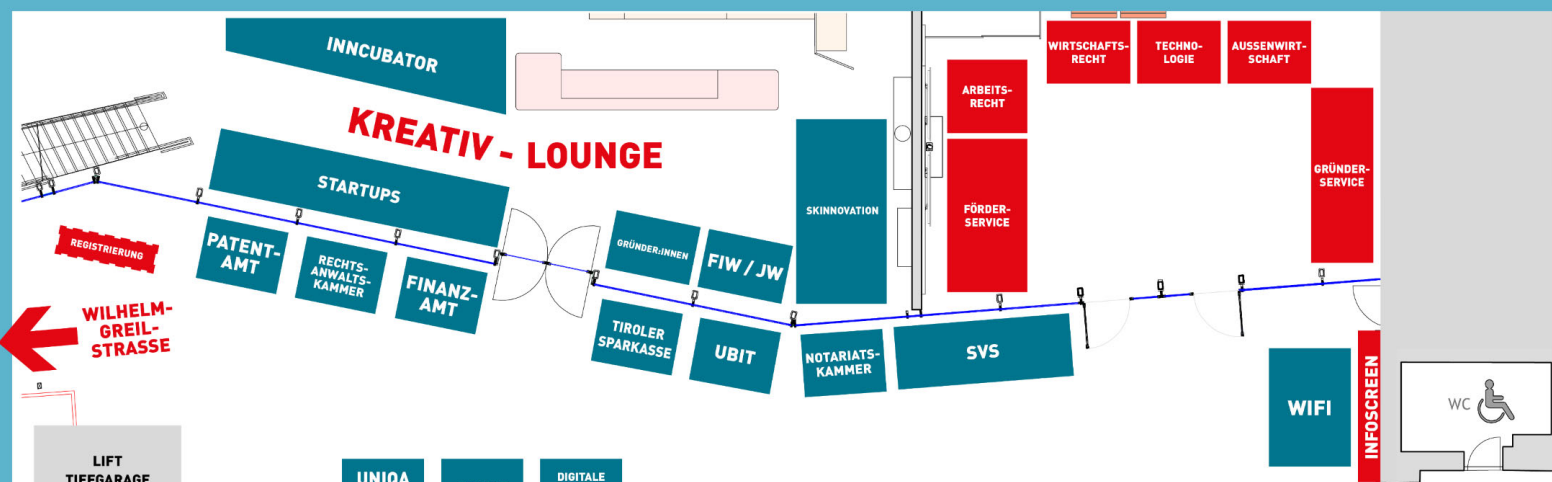 INNCUBATOR
KREATIV - LOUNGE
STARTUPS
SKINNOVATION
WIRTSCHAFTS-
RECHT
TECHNO-
LOGIE
AUSSENWIRT-
SCHAFT
ARBEITS-
RECHT
FÖRDER-
SERVICE
GRÜNDER-
SERVICE
REGISTRIERUNG
PATENT-
AMT
RECHTS-
ANWALTS-
KAMMER
FINANZ-
AMT
GRÜNDER:INNEN
FIW / JW
WILHELM-
GREIL-
STRASSE
TIROLER
SPARKASSE
UBIT
NOTARIATS-
KAMMER
SVS
WIFI
INFOSCREEN
WC
LIFT
TIEFGARAGE
UNIQA
DIGITALE